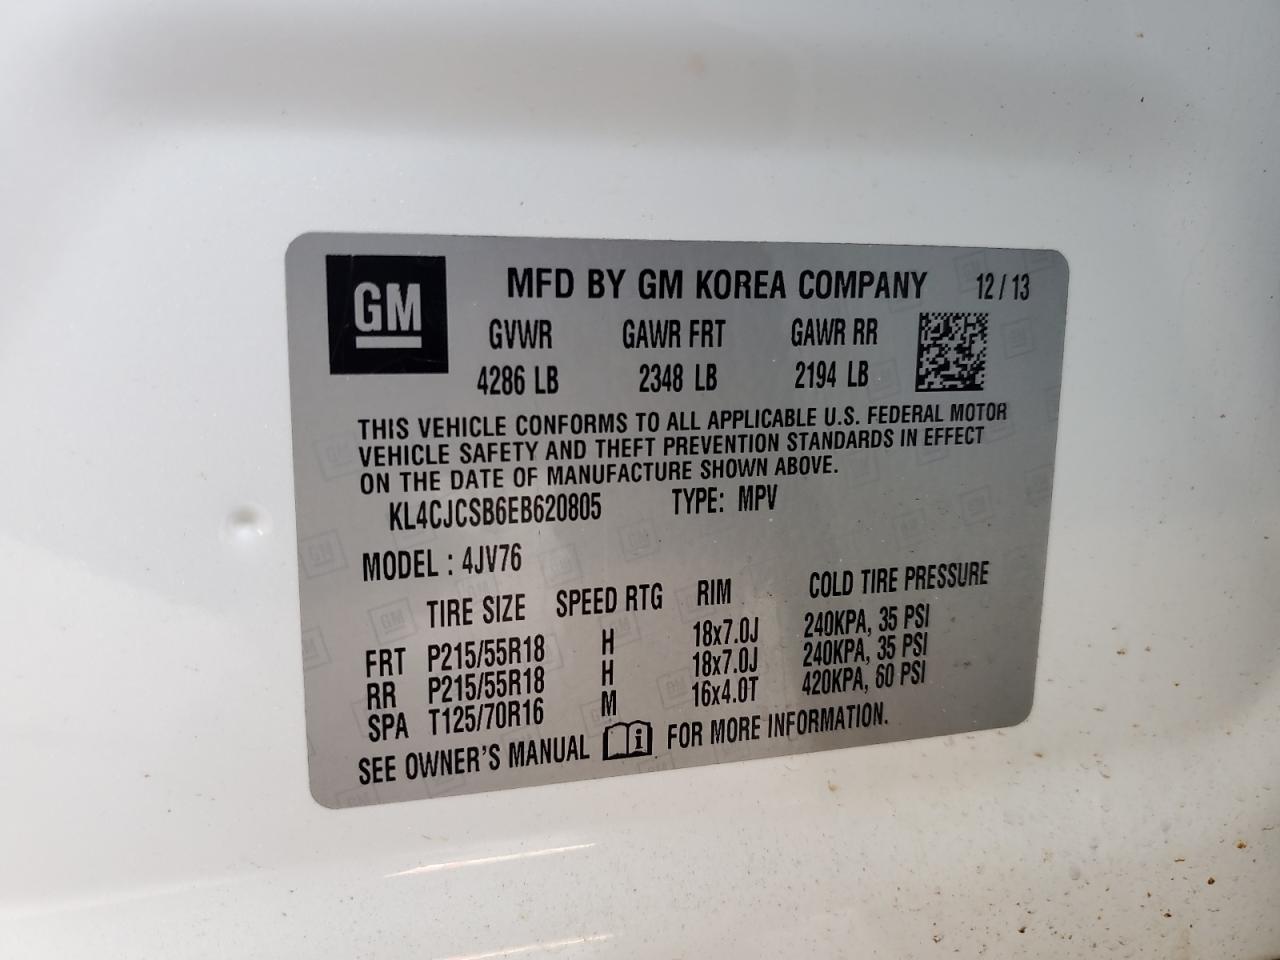 GM
MFD BY GM KOREA COMPANY 12/13
GVWR GAWR FRT GAWR RR
4286 LB 2348 LB 2194 LB
THIS VEHICLE CONFORMS TO ALL APPLICABLE U.S. FEDERAL MOTOR
VEHICLE SAFETY AND THEFT PREVENTION STANDARDS IN EFFECT
ON THE DATE OF MANUFACTURE SHOWN ABOVE.
KL4CJCSB6EB620805 TYPE: MPV
MODEL : 4JV76
TIRE SIZE SPEED RTG RIM COLD TIRE PRESSURE
FRT P215/55R18 H 18x7.0J 240KPA, 35 PSI
RR P215/55R18 H 18x7.0J 240KPA, 35 PSI
SPA T125/70R16 M 16x4.0T 420KPA, 60 PSI
SEE OWNER'S MANUAL i FOR MORE INFORMATION.